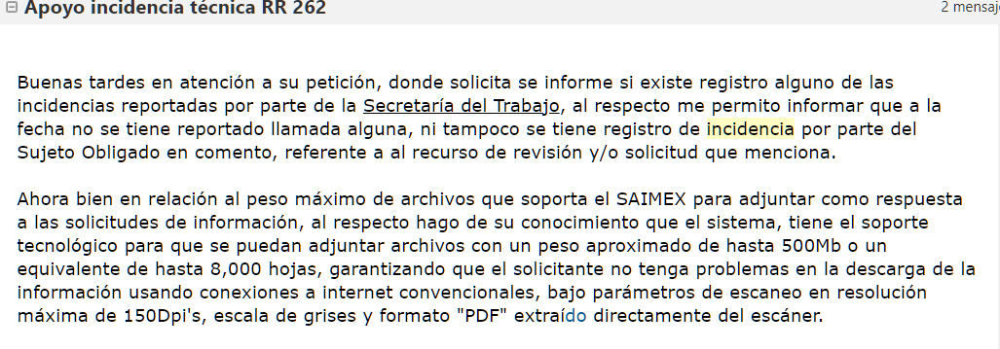 Apoyo incidencia técnica RR 262
2 mensaj
Buenas tardes en atención a su petición, donde solicita se informe si existe registro alguno de las
incidencias reportadas por parte de la Secretaría del Trabajo, al respecto me permito informar que a la
fecha no se tiene reportado llamada alguna, ni tampoco se tiene registro de incidencia por parte del
Sujeto Obligado en comento, referente a al recurso de revisión y/o solicitud que menciona.
Ahora bien en relación al peso máximo de archivos que soporta el SAIMEX para adjuntar como respuesta
a las solicitudes de información, al respecto hago de su conocimiento que el sistema, tiene el soporte
tecnológico para que se puedan adjuntar archivos con un peso aproximado de hasta 500Mb o un
equivalente de hasta 8,000 hojas, garantizando que el solicitante no tenga problemas en la descarga de la
información usando conexiones a internet convencionales, bajo parámetros de escaneo en resolución
máxima de 150Dpi's, escala de grises y formato "PDF" extraído directamente del escáner.